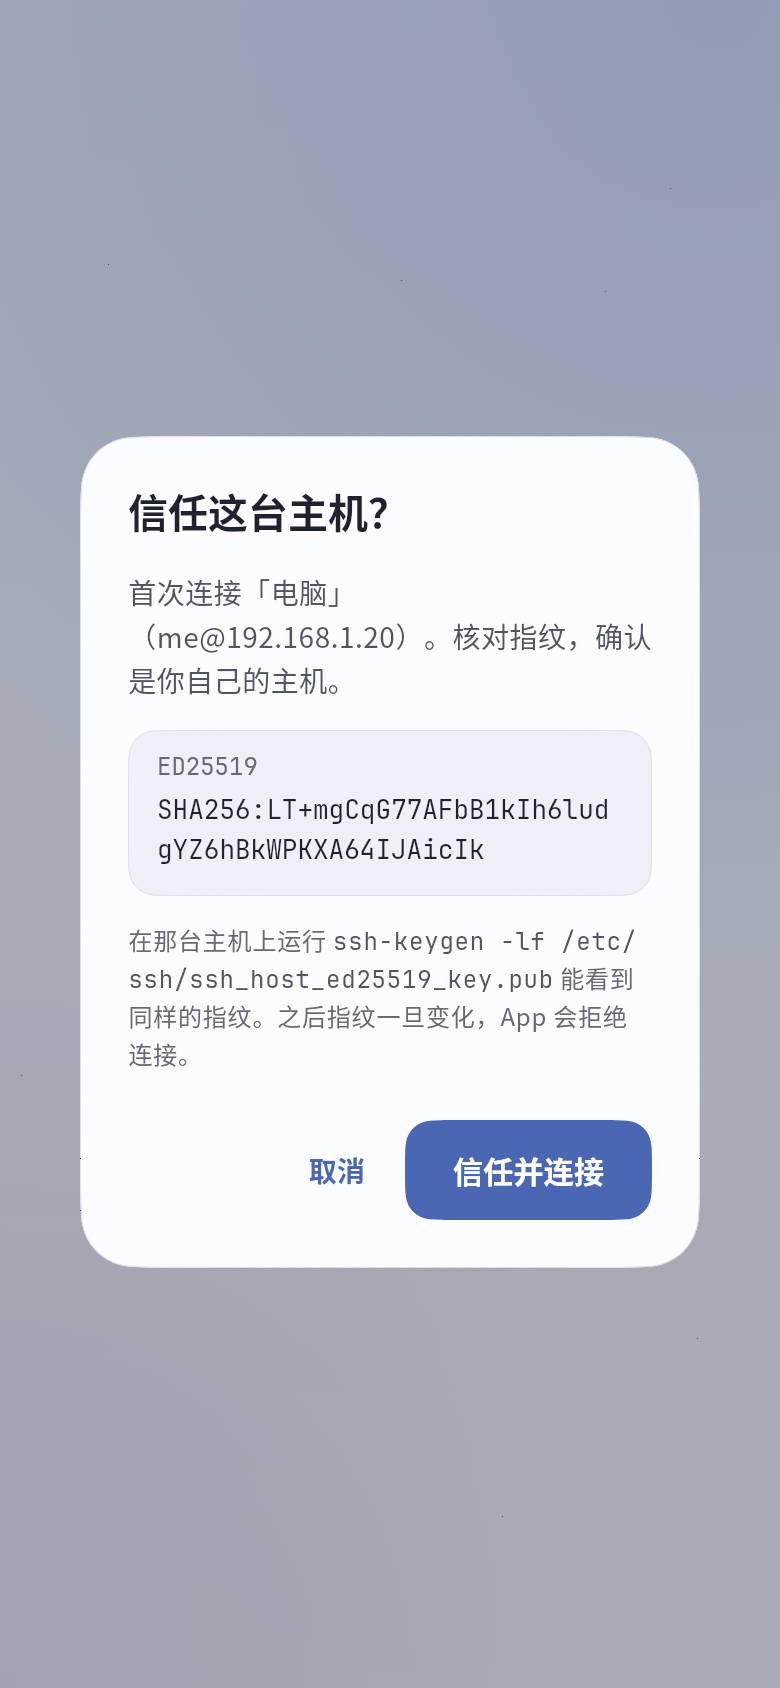 信任这台主机？
首次连接「电脑」
（me@192.168.1.20）。核对指纹，确认
是你自己的主机。
ED25519
SHA256:LT+mgCqG77AFbB1kIh6lud
gYZ6hBkWPKXA64IJAicIk
在那台主机上运行 ssh-keygen -lf /etc/
ssh/ssh_host_ed25519_key.pub 能看到
同样的指纹。之后指纹一旦变化，App 会拒绝
连接。
取消
信任并连接